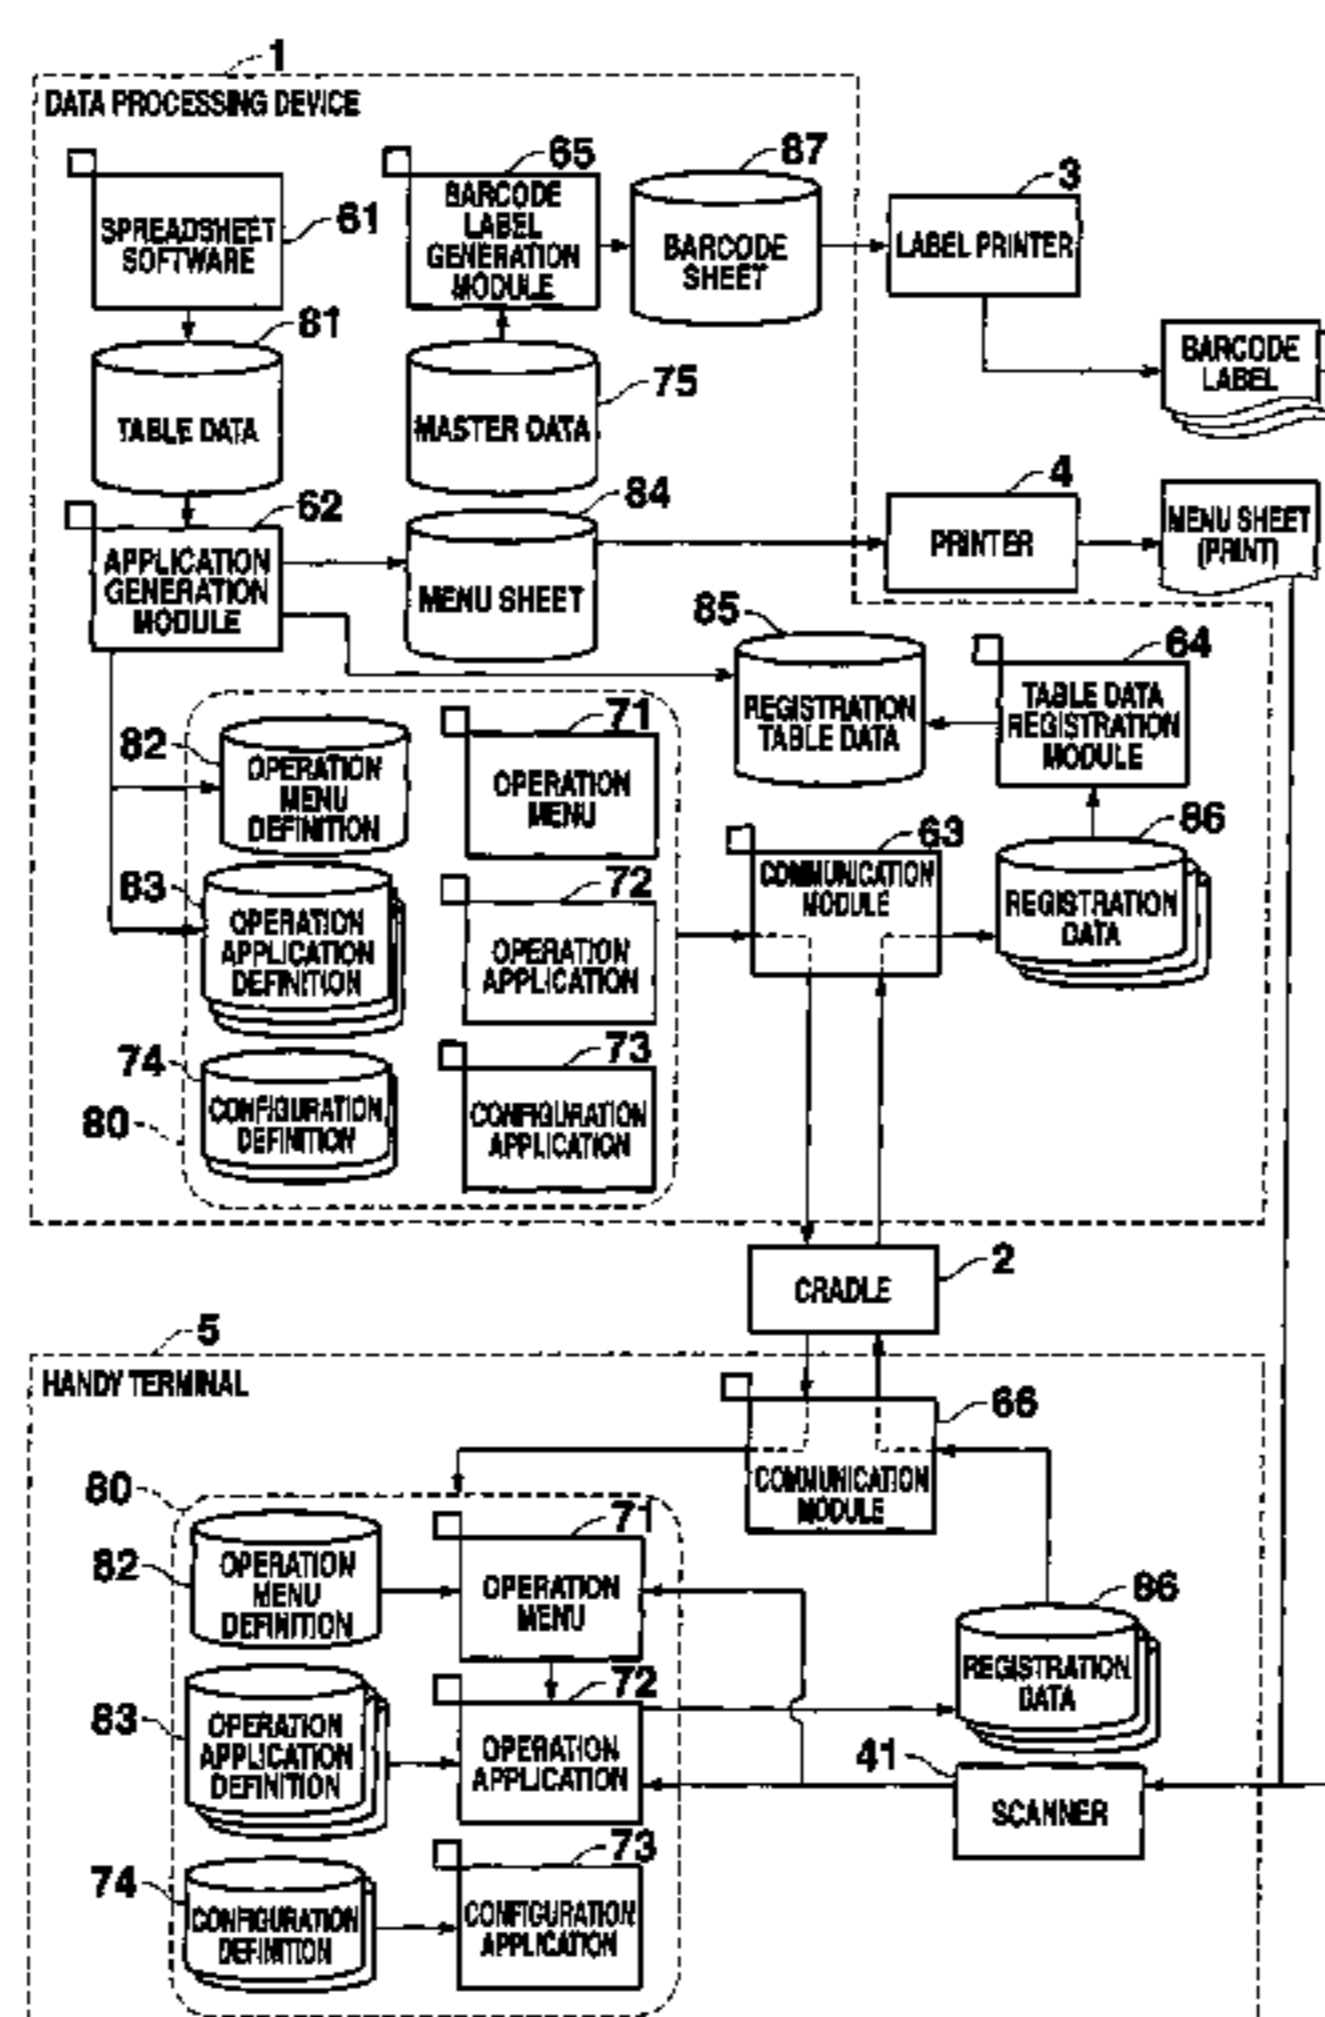 1
DATA PROCESSING DEVICE
SPREADSHEET
SOFTWARE
61
65
BARCODE
LABEL
GENERATION
MODULE
87
BARCODE
SHEET
3
LABEL PRINTER
BARCODE
LABEL
81
TABLE DATA
MASTER DATA
75
62
APPLICATION
GENERATION
MODULE
84
MENU SHEET
4
PRINTER
MENU SHEET
(PRINT)
85
REGISTRATION
TABLE DATA
64
TABLE DATA
REGISTRATION
MODULE
82
OPERATION
MENU
DEFINITION
71
OPERATION
MENU
83
OPERATION
APPLICATION
DEFINITION
72
OPERATION
APPLICATION
63
COMMUNICATION
MODULE
86
REGISTRATION
DATA
74
CONFIGURATION
DEFINITION
80
73
CONFIGURATION
APPLICATION
CRADLE
2
5
HANDY TERMINAL
66
COMMUNICATION
MODULE
80
82
OPERATION
MENU
DEFINITION
71
OPERATION
MENU
86
REGISTRATION
DATA
83
OPERATION
APPLICATION
DEFINITION
72
OPERATION
APPLICATION
41
SCANNER
74
CONFIGURATION
DEFINITION
73
CONFIGURATION
APPLICATION